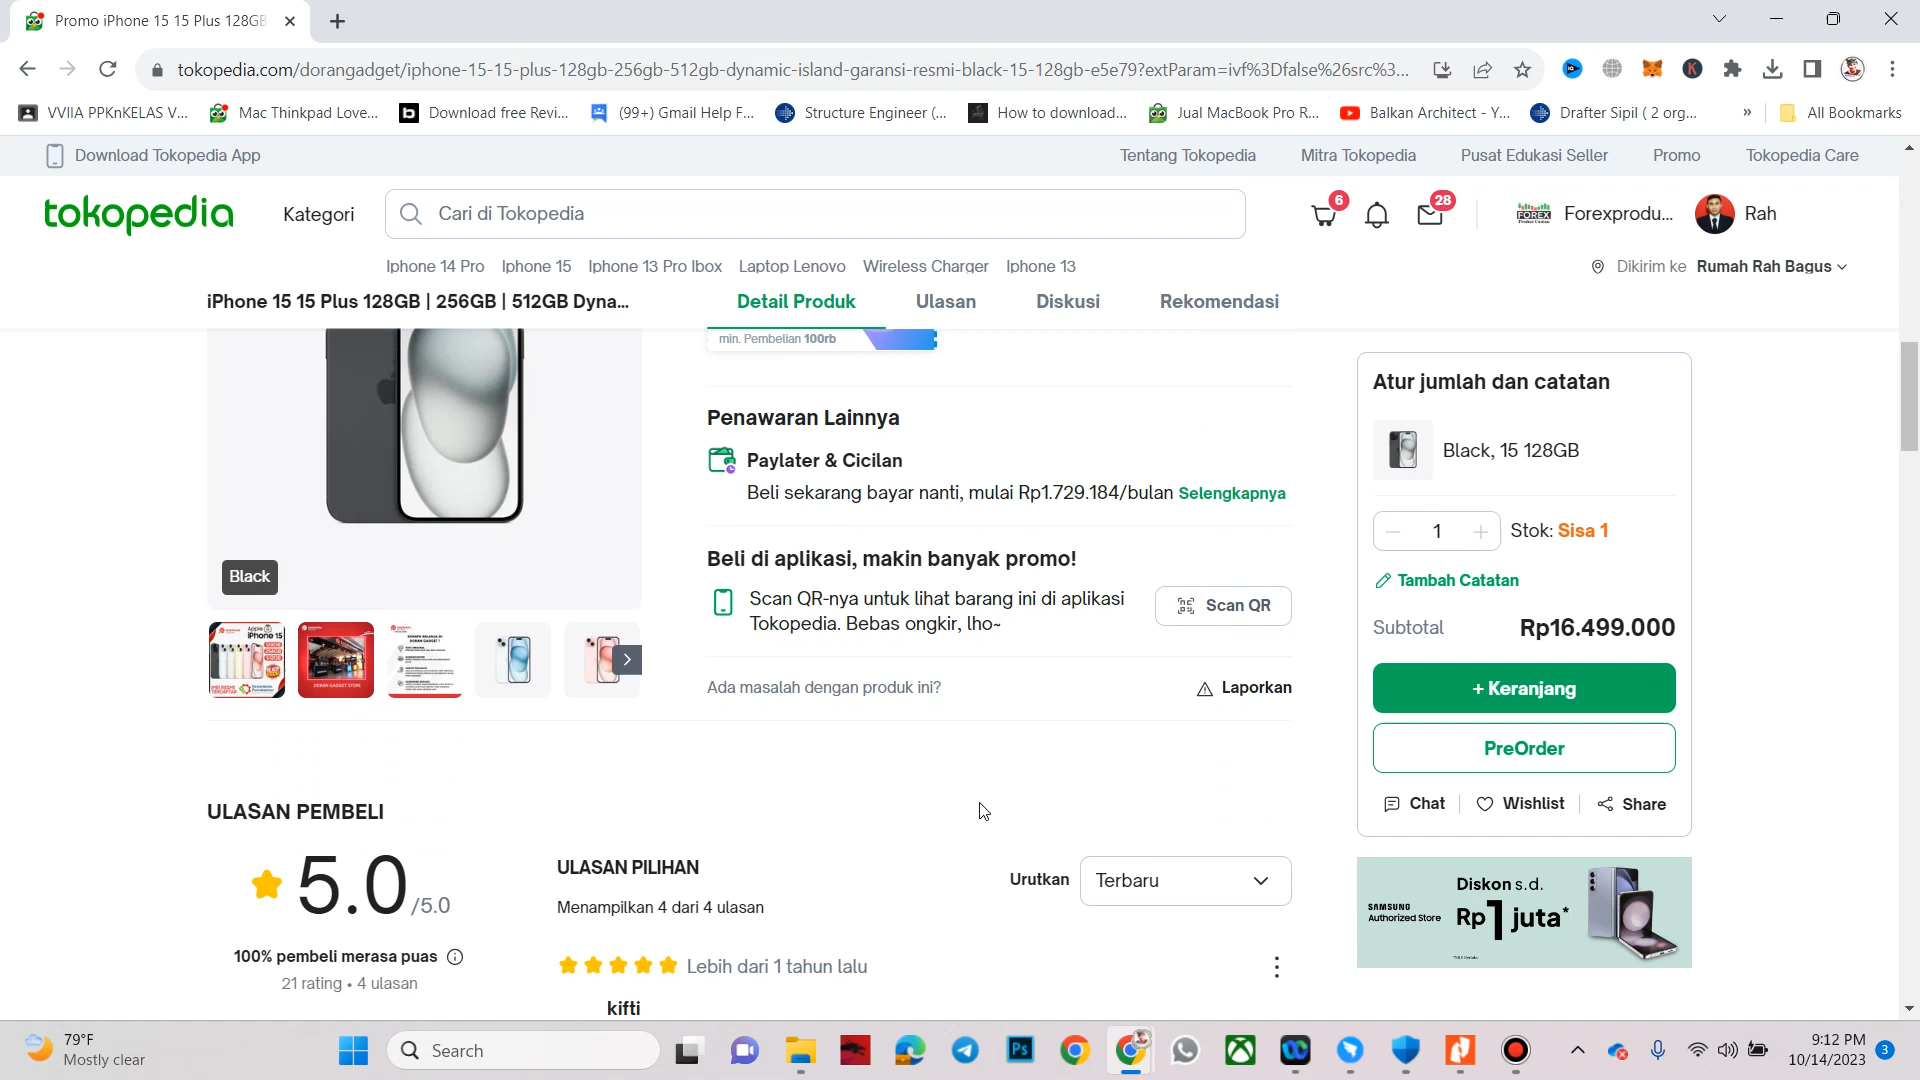 Promo iPhone 15 15 Plus 128GB
tokopedia.com/dorangadget/iphone-15-15-plus-128gb-256gb-512gb-dynamic-island-garansi-resmi-black-15-128gb-e5e79?extParam=ivf%3Dfalse%26src%3...
VVIIA PPKnKELAS V...
Mac Thinkpad Love...
Download free Revi...
(99+) Gmail Help F...
Structure Engineer (...
How to download...
Jual MacBook Pro R...
Balkan Architect - Y...
Drafter Sipil ( 2 org...
»
All Bookmarks
Download Tokopedia App
Tentang Tokopedia
Mitra Tokopedia
Pusat Edukasi Seller
Promo
Tokopedia Care
tokopedia
Kategori
Cari di Tokopedia
6
28
FOREX
Forexprodu...
Rah
Iphone 14 Pro
Iphone 15
Iphone 13 Pro Ibox
Laptop Lenovo
Wireless Charger
Iphone 13
Dikirim ke Rumah Rah Bagus
iPhone 15 15 Plus 128GB | 256GB | 512GB Dyna...
Detail Produk
Ulasan
Diskusi
Rekomendasi
min. Pembelian 100rb
Penawaran Lainnya
Paylater & Cicilan
Beli sekarang bayar nanti, mulai Rp1.729.184/bulan Selengkapnya
Beli di aplikasi, makin banyak promo!
Scan QR-nya untuk lihat barang ini di aplikasi
Tokopedia. Bebas ongkir, lho~
Scan QR
Ada masalah dengan produk ini?
Laporkan
Black
Apple
iPhone 15
DORAN GADGET STORE
Atur jumlah dan catatan
Black, 15 128GB
1
Stok: Sisa 1
Tambah Catatan
Subtotal
Rp16.499.000
+ Keranjang
PreOrder
Chat
Wishlist
Share
Diskon s.d.
SAMSUNG
Authorized Store
Rp 1 juta*
ULASAN PEMBELI
5.0 /5.0
100% pembeli merasa puas
21 rating • 4 ulasan
ULASAN PILIHAN
Menampilkan 4 dari 4 ulasan
Urutkan
Terbaru
Lebih dari 1 tahun lalu
kifti
79°F
Mostly clear
Search
Ps
9:12 PM
10/14/2023
3